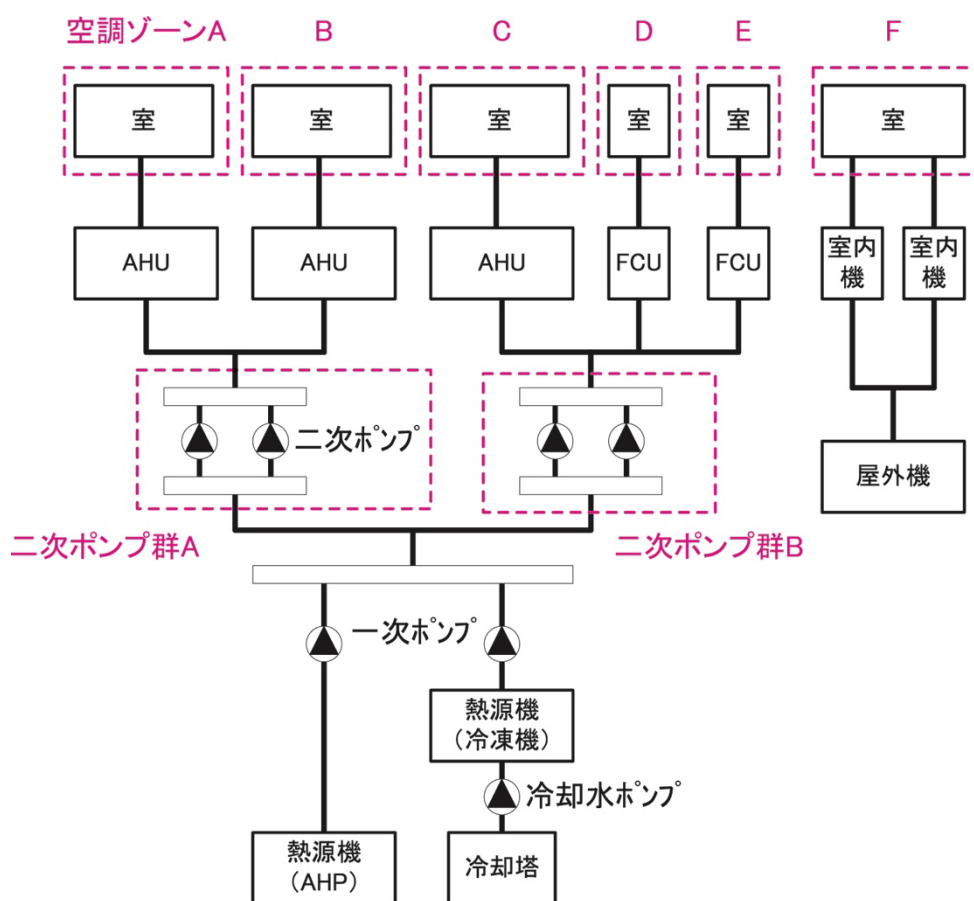 空調ゾーンA B C D E F
室 室 室 室 室 室
AHU AHU AHU FCU FCU 室内機 室内機
二次ﾎﾟﾝﾌﾟ
屋外機
二次ポンプ群A 二次ポンプ群B
一次ﾎﾟﾝﾌﾟ
熱源機
(冷凍機)
冷却水ﾎﾟﾝﾌﾟ
熱源機
(AHP)
冷却塔